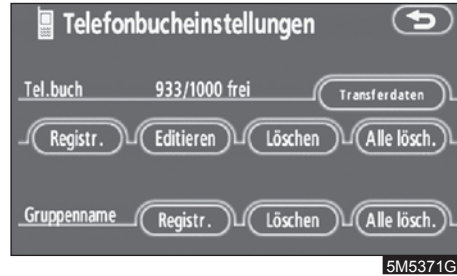 Telefonbucheinstellungen
Tel.buch 933/1000 frei Transferdaten
Registr. Editieren Löschen Alle lösch.
Gruppenname Registr. Löschen Alle lösch.
5M5371G